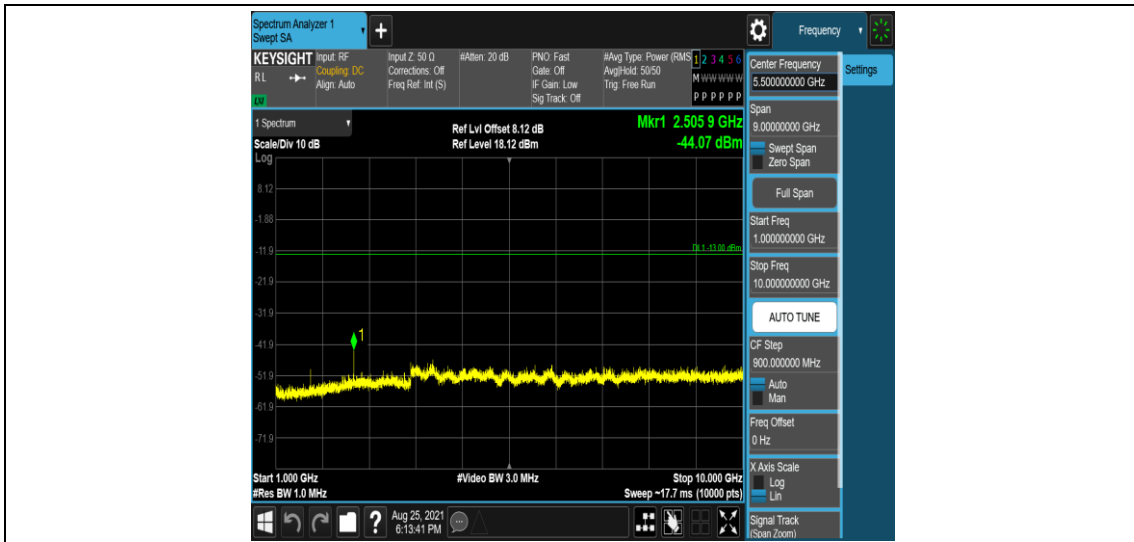 Spectrum Analyzer 1
Swept SA
+
Frequency
KEYSIGHT
RL
LXI
Input: RF
Coupling: DC
Align: Auto
Input Z: 50 Ω
Corrections: Off
Freq Ref: Int (S)
#Atten: 20 dB
PNO: Fast
Gate: Off
IF Gain: Low
Sig Track: Off
#Avg Type: Power (RMS
Avg|Hold: 50/50
Trig: Free Run
1 2 3 4 5 6
M W W W W W
P P P P P P
1 Spectrum
Scale/Div 10 dB
Log
Ref Lvl Offset 8.12 dB
Ref Level 18.12 dBm
Mkr1 2.505 9 GHz
-44.07 dBm
8.12
-1.88
-11.9
DL1 -13.00 dBm
-21.9
-31.9
1
-41.9
-51.9
-61.9
-71.9
Start 1.000 GHz
#Res BW 1.0 MHz
#Video BW 3.0 MHz
Stop 10.000 GHz
Sweep ~17.7 ms (10000 pts)
?
Aug 25, 2021
6:13:41 PM
Center Frequency
5.500000000 GHz
Settings
Span
9.00000000 GHz
Swept Span
Zero Span
Full Span
Start Freq
1.000000000 GHz
Stop Freq
10.000000000 GHz
AUTO TUNE
CF Step
900.000000 MHz
Auto
Man
Freq Offset
0 Hz
X Axis Scale
Log
Lin
Signal Track
(Span Zoom)